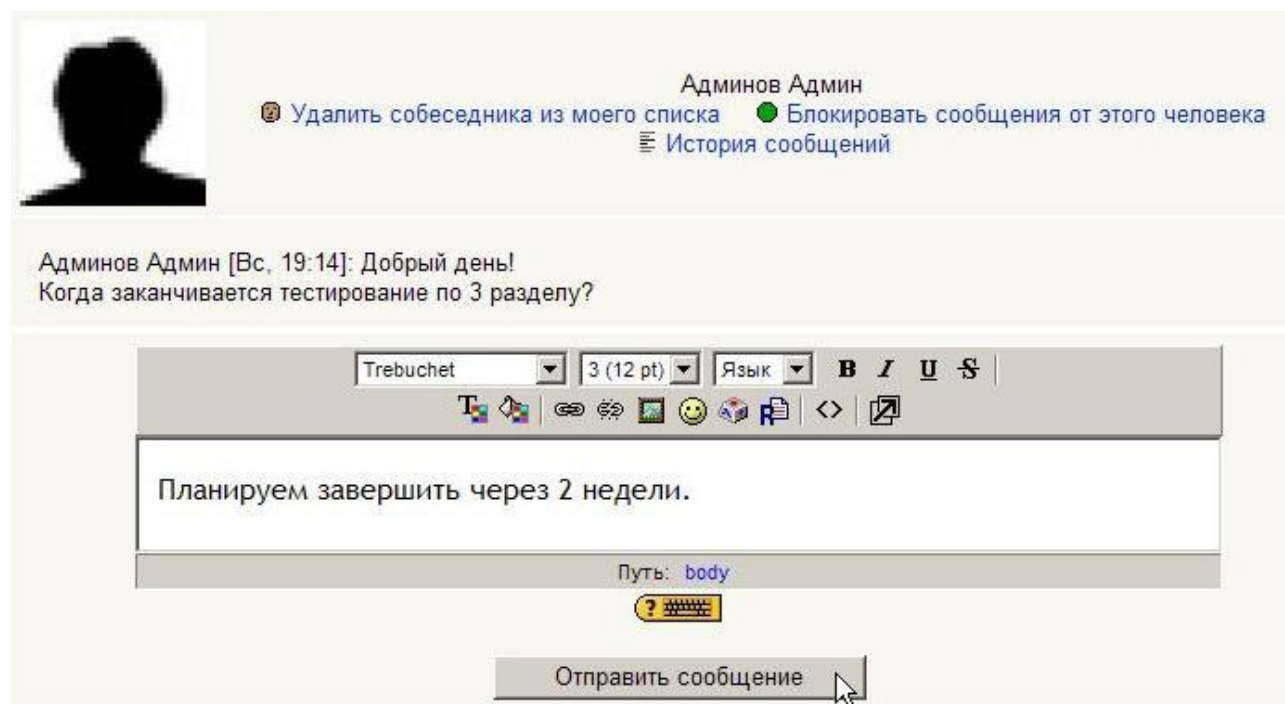 Админов Админ
Удалить собеседника из моего списка Блокировать сообщения от этого человека
История сообщений
Админов Админ [Вс, 19:14]: Добрый день!
Когда заканчивается тестирование по 3 разделу?
Trebuchet 3 (12 pt) Язык B I U S
Планируем завершить через 2 недели.
Путь: body
?
Отправить сообщение